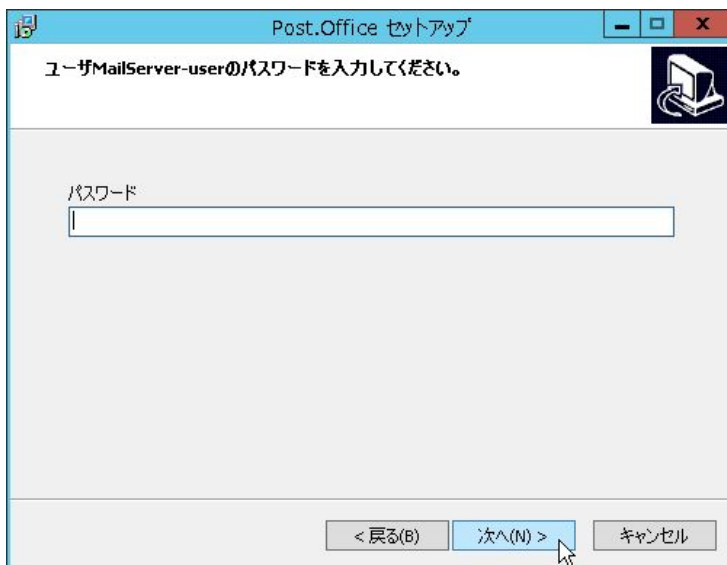 Post.Office セットアップ
ユーザMailServer-userのパスワードを入力してください。
パスワード
< 戻る(B)
次へ(N) >
キャンセル